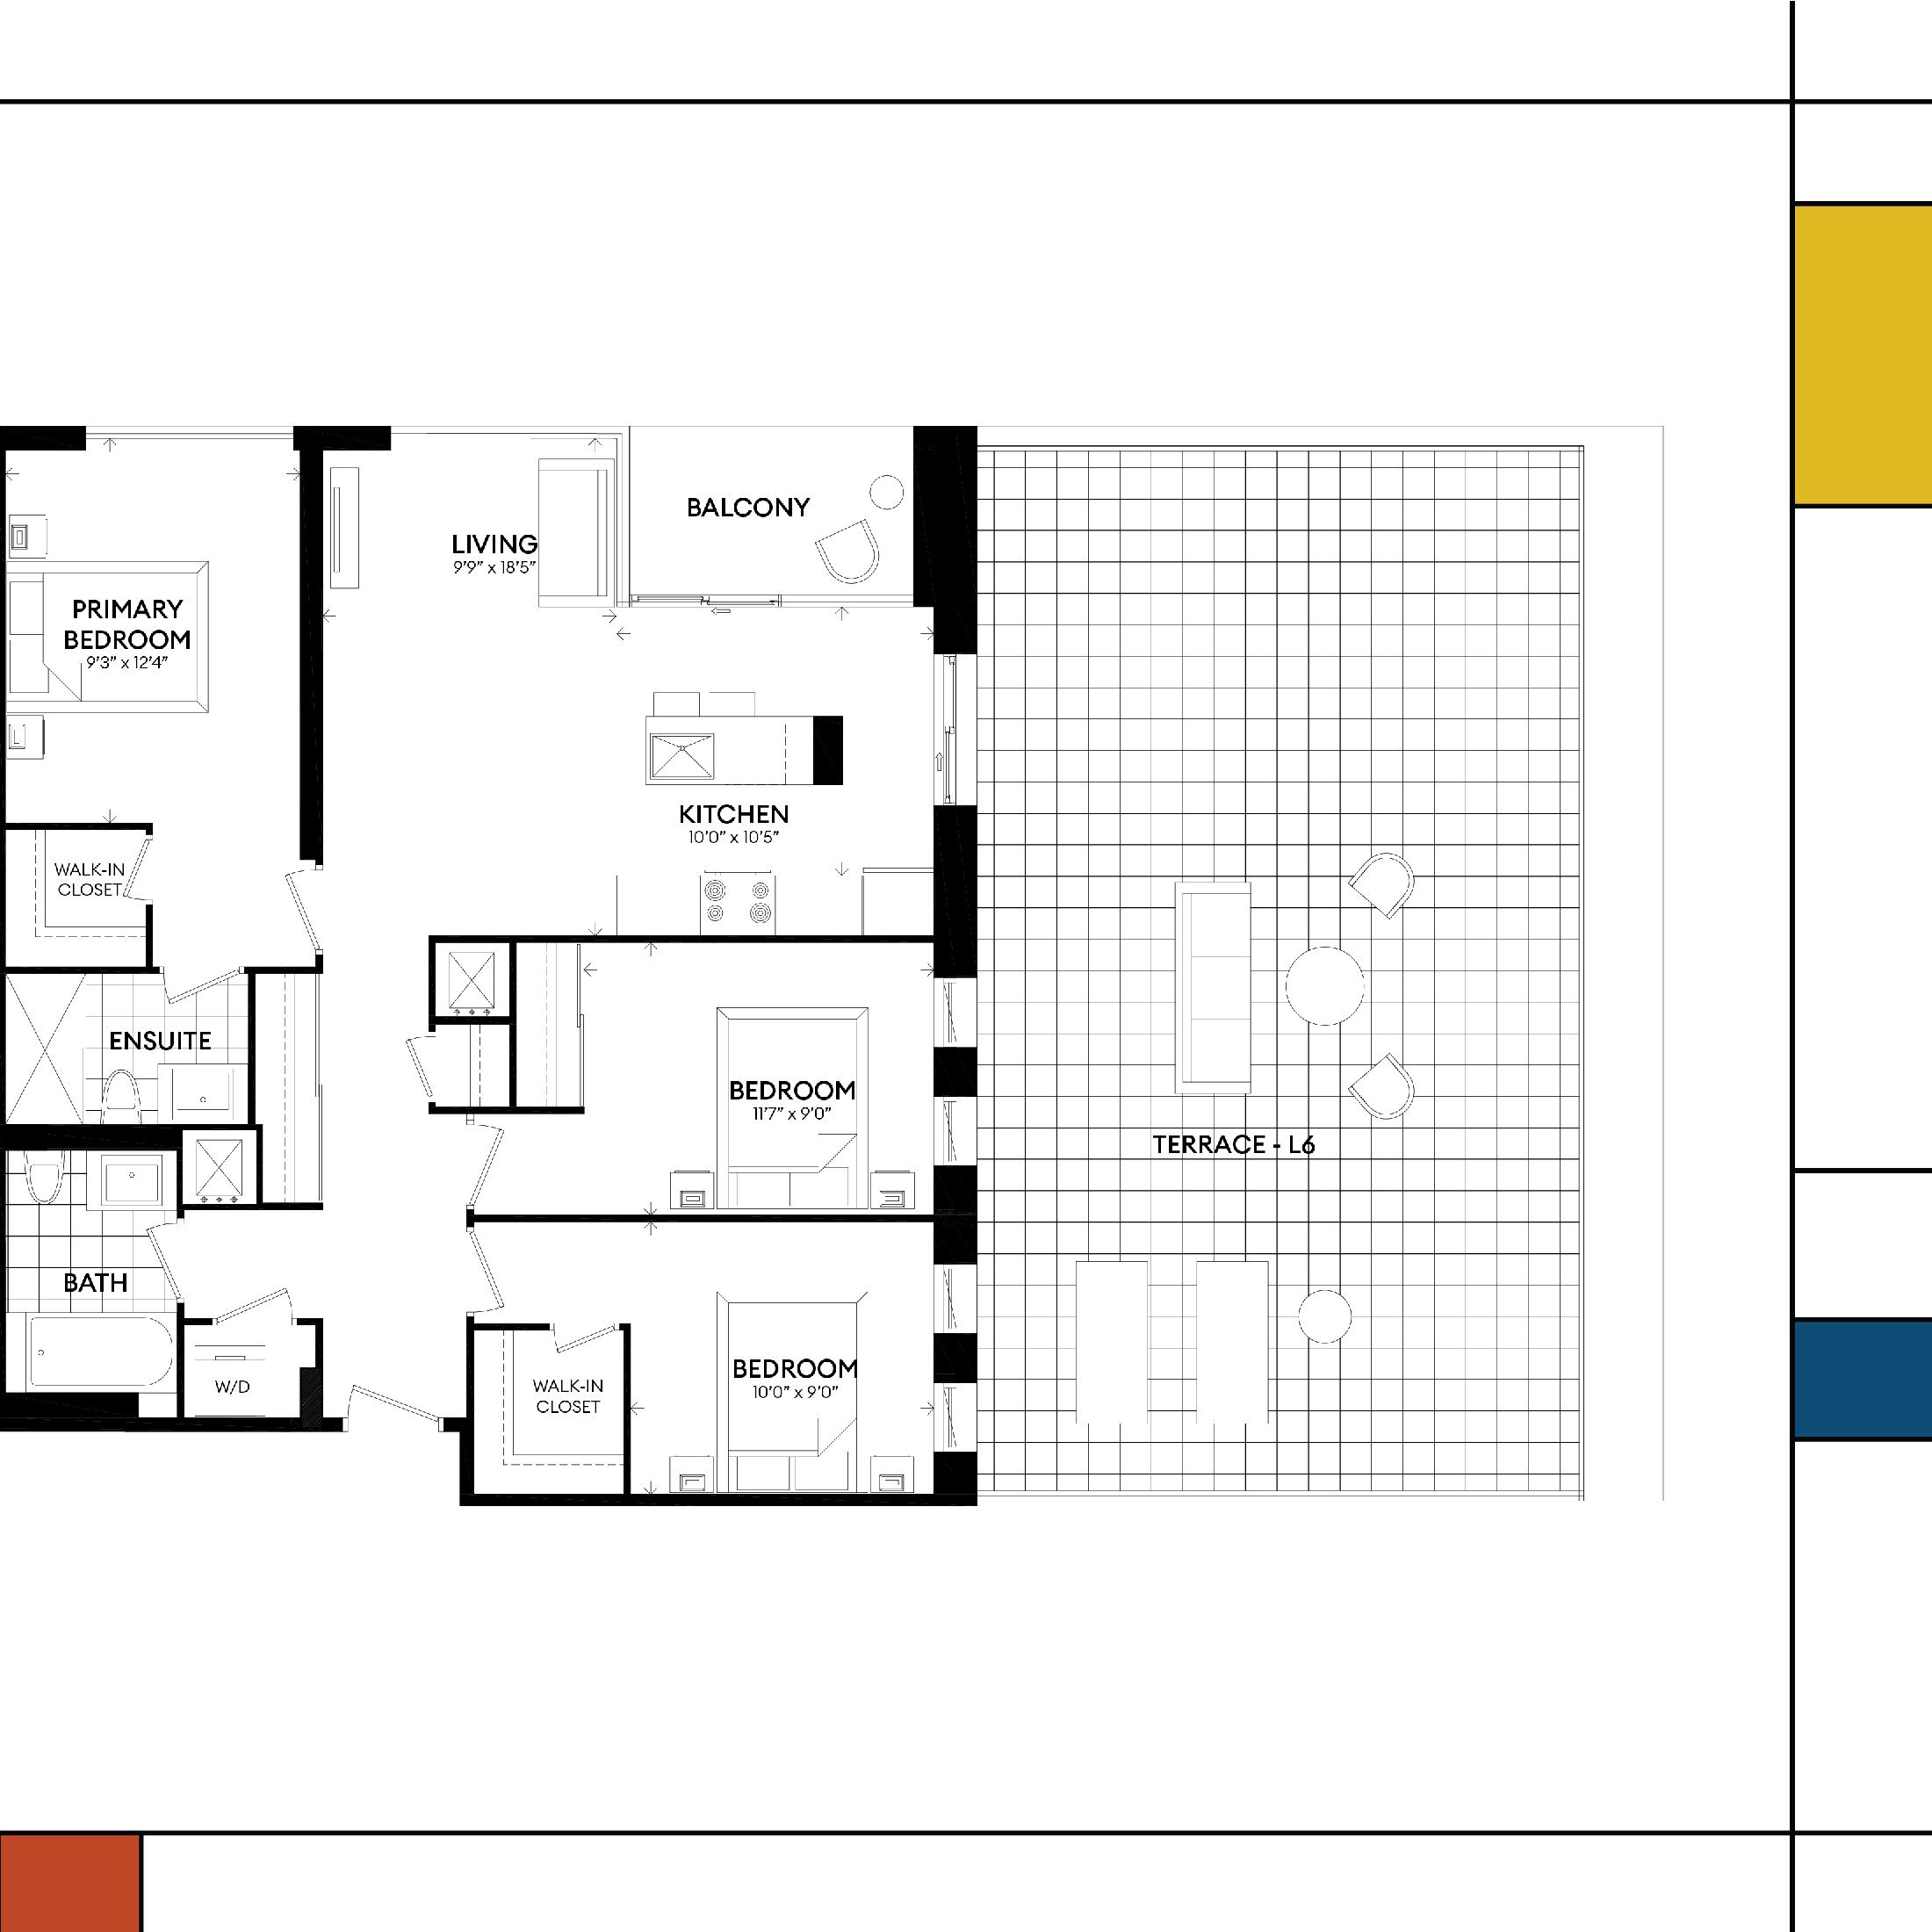 BALCONY
LIVING
9'9" x 18'5"
PRIMARY
BEDROOM
9'3" x 12'4"
KITCHEN
10'0" x 10'5"
WALK-IN
CLOSET
ENSUITE
BEDROOM
11'7" x 9'0"
TERRACE - L6
BATH
BEDROOM
10'0" x 9'0"
W/D
WALK-IN
CLOSET